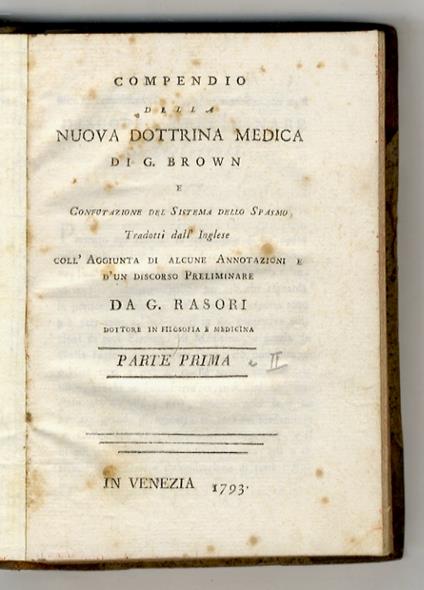 COMPENDIO
DELLA
NUOVA DOTTRINA MEDICA
DI G. BROWN
E
CONFUTAZIONE DEL SISTEMA DELLO SPASMO
Tradotti dall' Inglese
COLL' AGGIUNTA DI ALCUNE ANNOTAZIONI E
D'UN DISCORSO PRELIMINARE
DA G. RASORI
DOTTORE IN FILOSOFIA E MEDICINA
PARTE PRIMA e II
IN VENEZIA 1793.